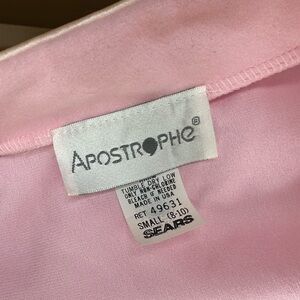 APOSTROPHE®
TUMBLE DRY LOW
ONLY NON-CHLORINE
BLEACH IF NEEDED
MADE IN USA
RET 49631
SMALL (8-10)
SEARS